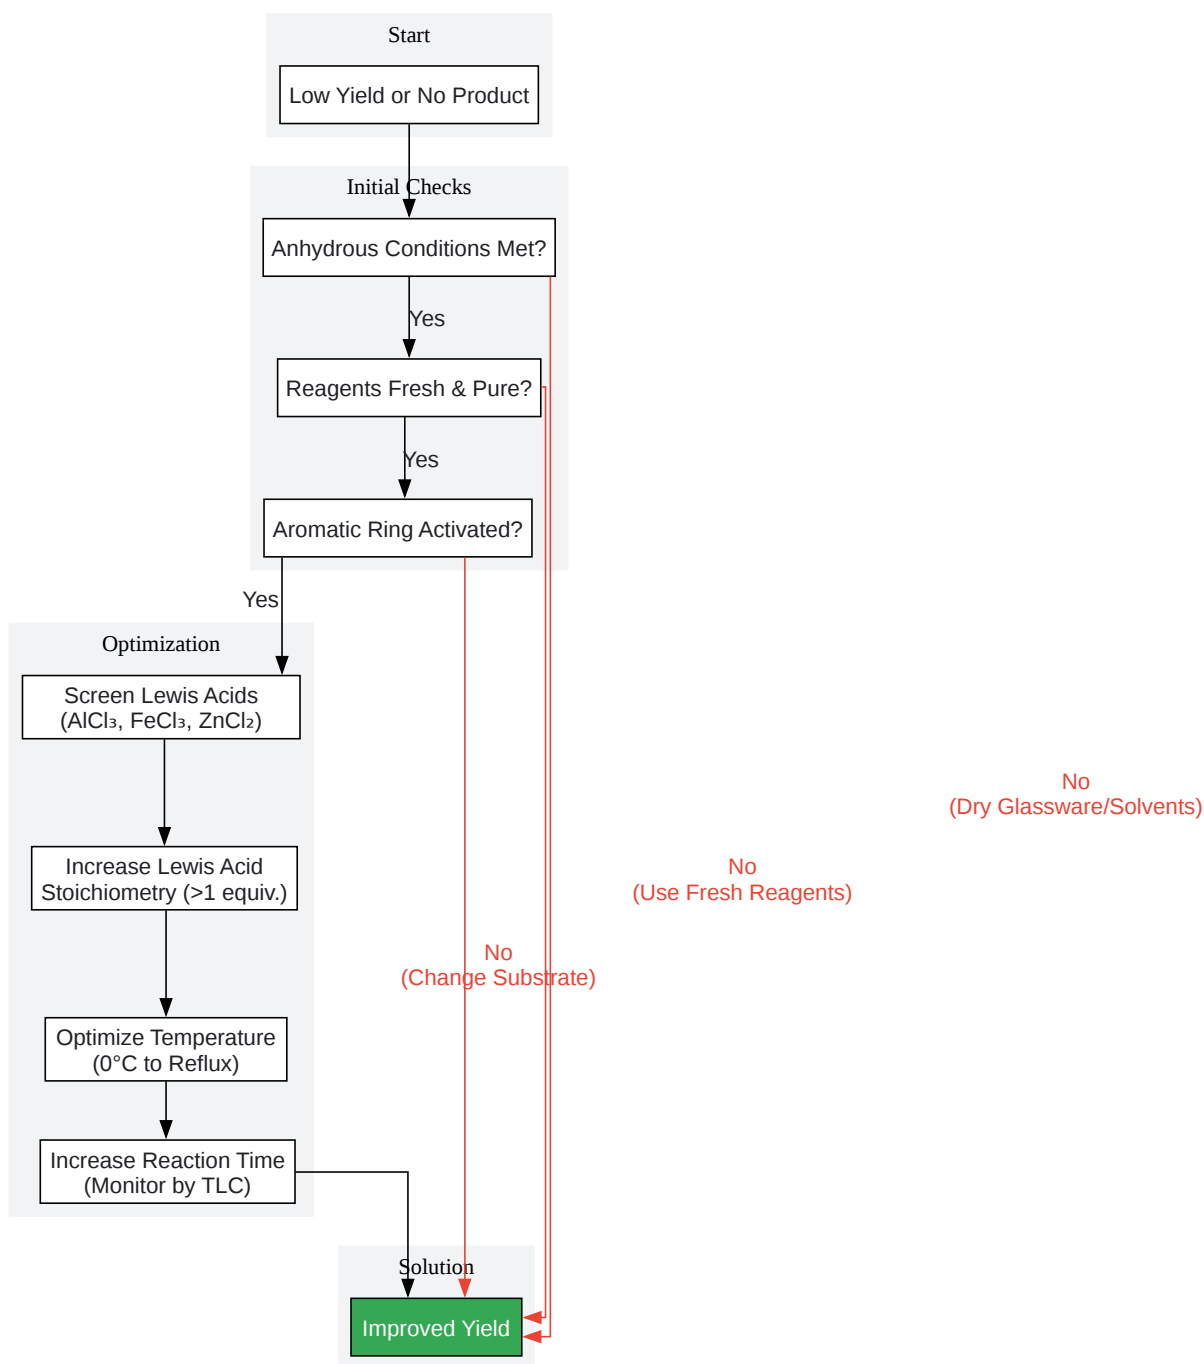 Start
Low Yield or No Product
Initial Checks
Anhydrous Conditions Met?
Yes
Reagents Fresh & Pure?
Yes
Aromatic Ring Activated?
Yes
Optimization
Screen Lewis Acids
(AlCl₃, FeCl₃, ZnCl₂)
No
(Dry Glassware/Solvents)
Increase Lewis Acid
Stoichiometry (>1 equiv.)
No
(Use Fresh Reagents)
No
(Change Substrate)
Optimize Temperature
(0°C to Reflux)
Increase Reaction Time
(Monitor by TLC)
Solution
Improved Yield